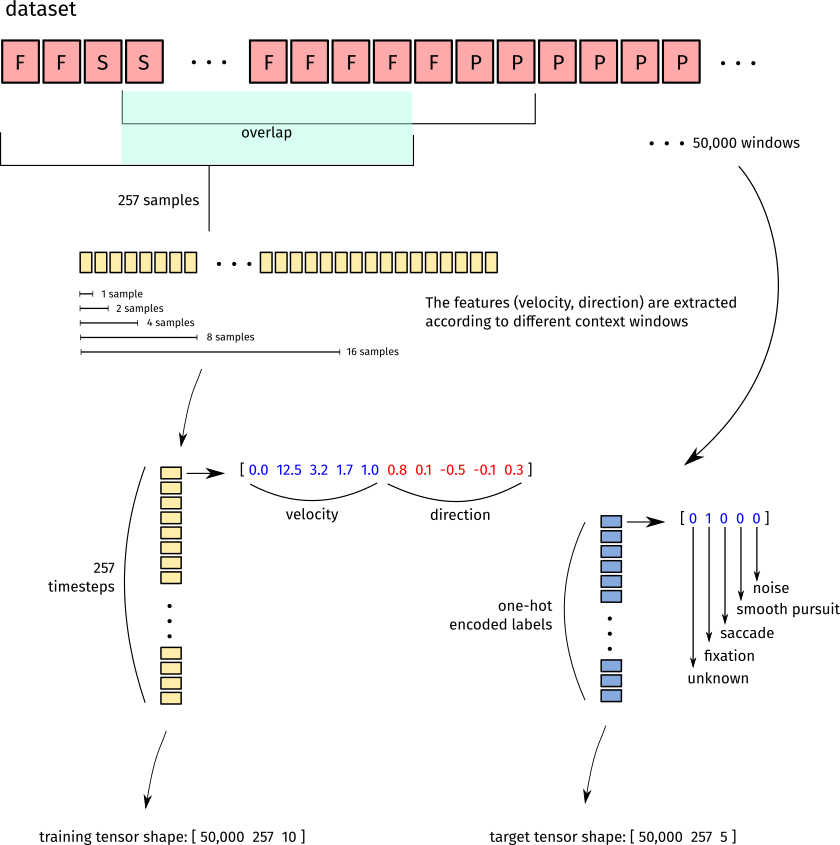 dataset
F F S S . . . F F F F F P P P P P P . . .
overlap
. . . 50,000 windows
257 samples
. . .
1 sample
2 samples
4 samples
8 samples
16 samples
The features (velocity, direction) are extracted
according to different context windows
[ 0.0 12.5 3.2 1.7 1.0 0.8 0.1 -0.5 -0.1 0.3 ]
velocity
direction
257
timesteps
[ 0 1 0 0 0 ]
one-hot
encoded labels
noise
smooth pursuit
saccade
fixation
unknown
training tensor shape: [ 50,000 257 10 ]
target tensor shape: [ 50,000 257 5 ]